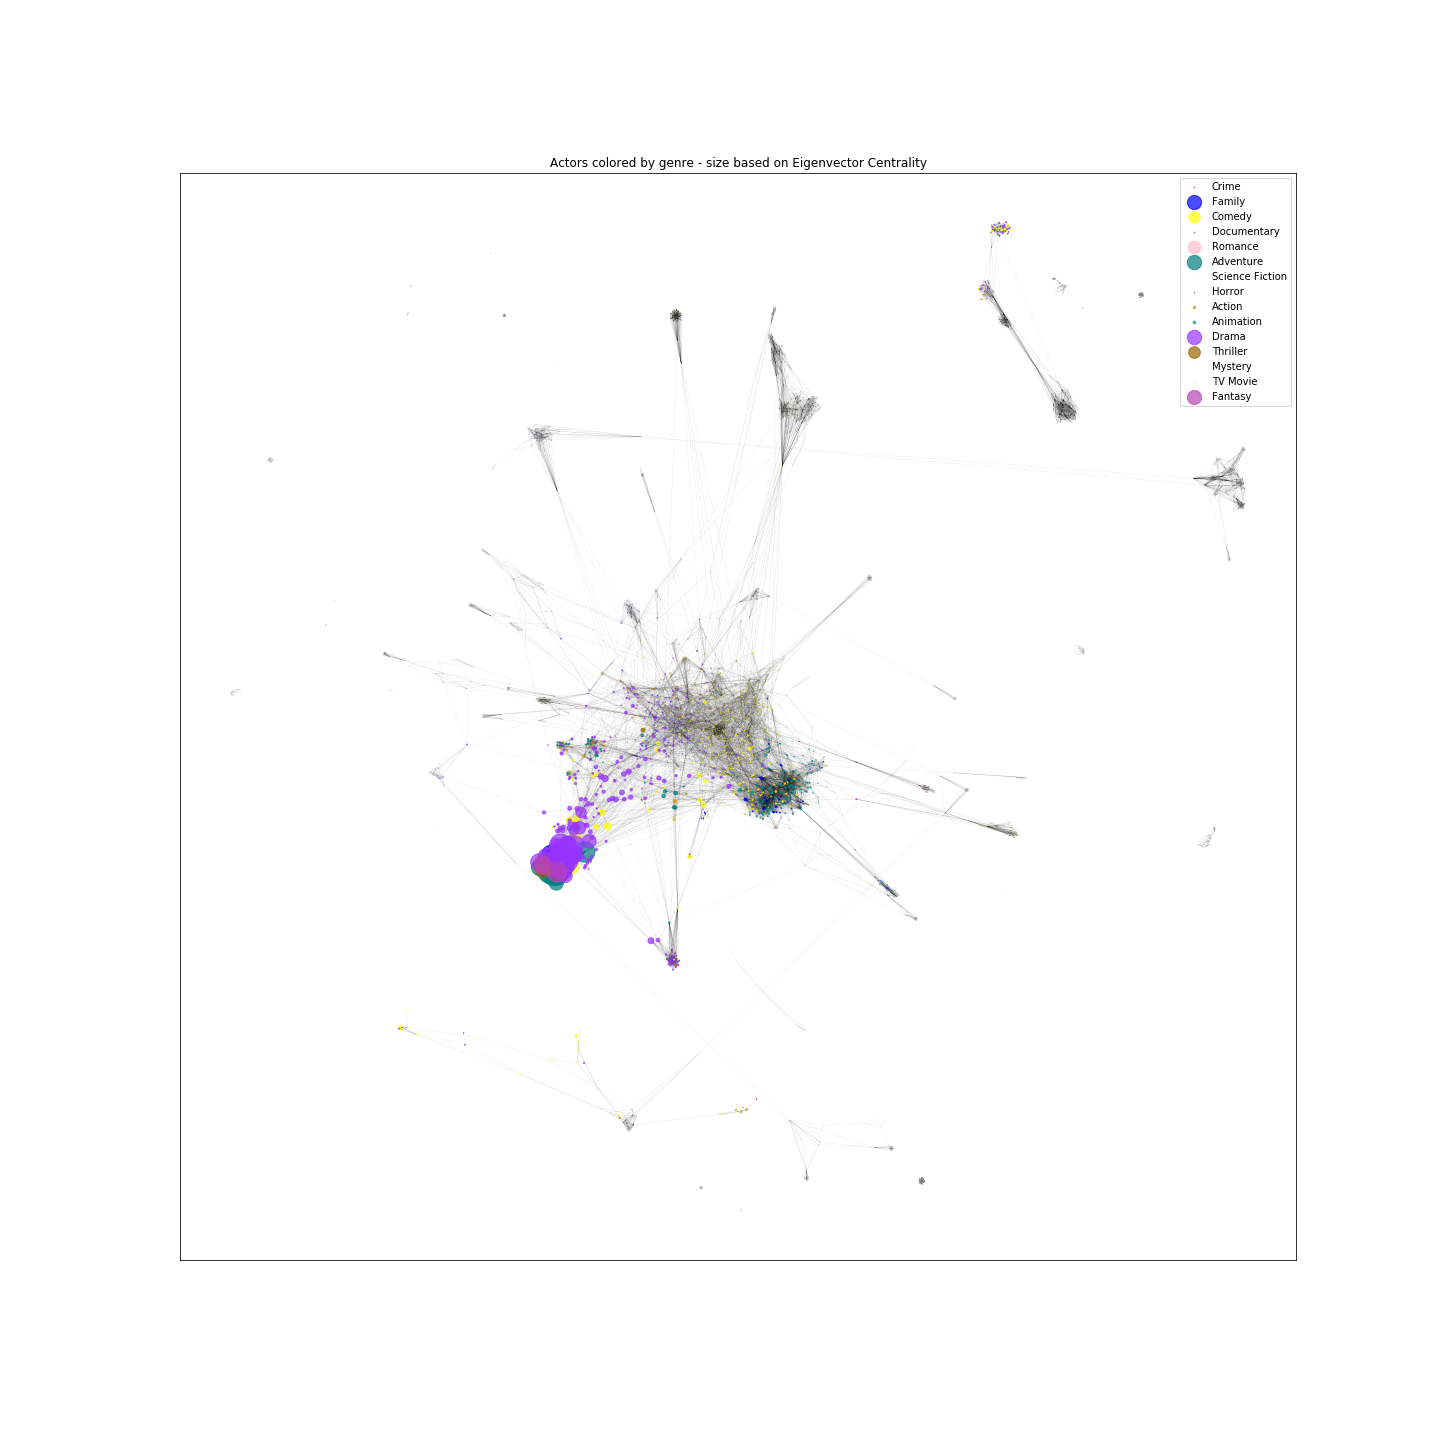 Actors colored by genre - size based on Eigenvector Centrality
Crime
Family
Comedy
Documentary
Romance
Adventure
Science Fiction
Horror
Action
Animation
Drama
Thriller
Mystery
TV Movie
Fantasy